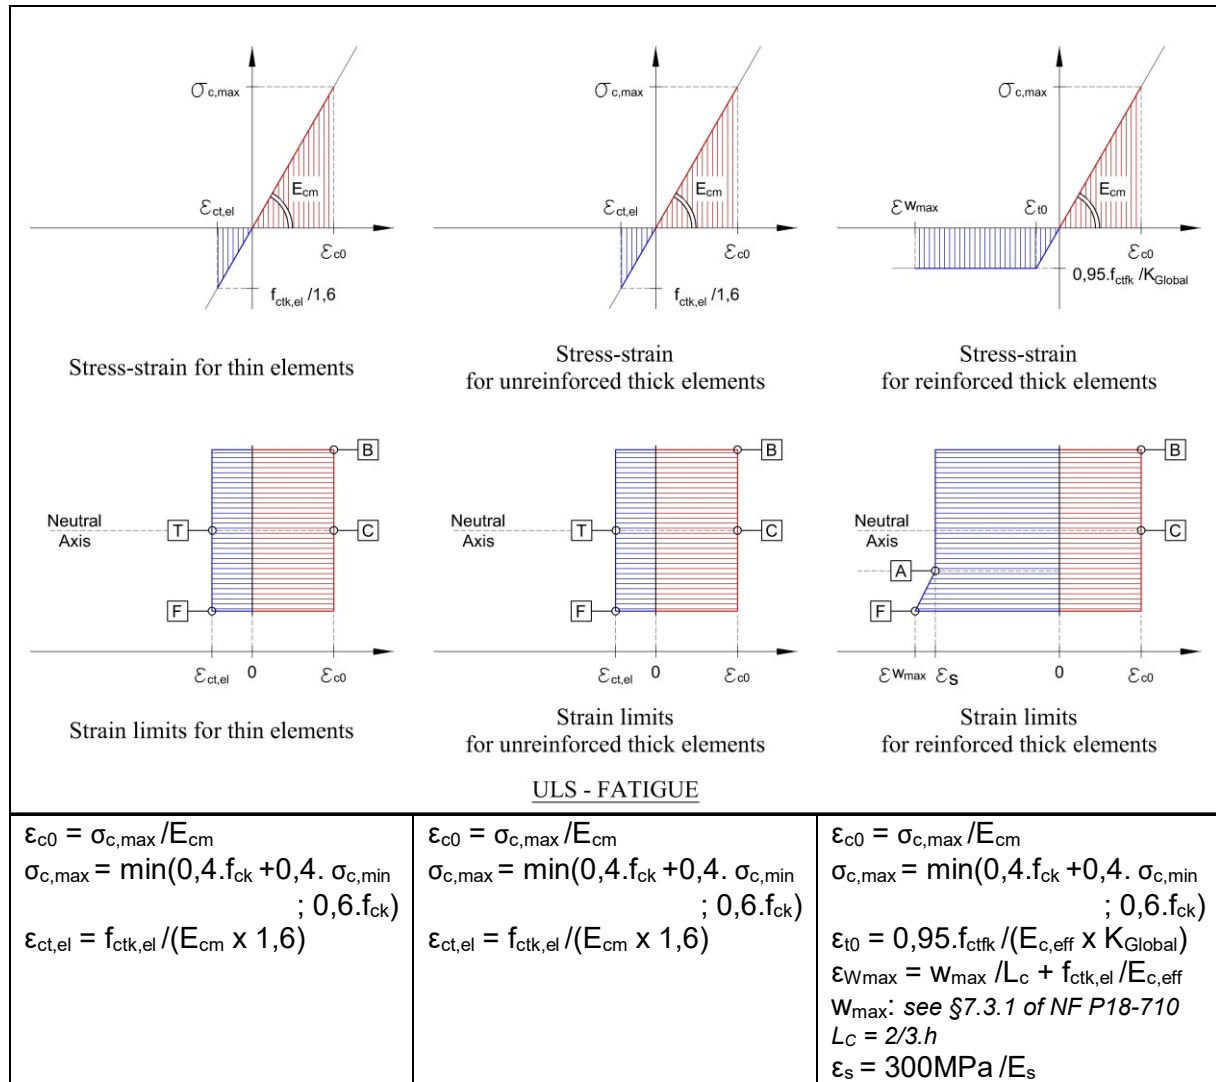 σc,max
εct,el
Ecm
εc0
fctk,el /1,6
Stress-strain for thin elements
σc,max
εct,el
Ecm
εc0
fctk,el /1,6
Stress-strain
for unreinforced thick elements
σc,max
εwmax
εt0
Ecm
εc0
0,95.fctfk /KGlobal
Stress-strain
for reinforced thick elements
B
Neutral
Axis
T
C
F
εct,el 0 εc0
Strain limits for thin elements
B
Neutral
Axis
T
C
F
εct,el 0 εc0
Strain limits
for unreinforced thick elements
B
Neutral
Axis
C
A
F
εwmax εs 0 εc0
Strain limits
for reinforced thick elements
ULS - FATIGUE
εc0 = σc,max /Ecm
σc,max = min(0,4.fck +0,4. σc,min
; 0,6.fck)
εct,el = fctk,el /(Ecm x 1,6)
εc0 = σc,max /Ecm
σc,max = min(0,4.fck +0,4. σc,min
; 0,6.fck)
εct,el = fctk,el /(Ecm x 1,6)
εc0 = σc,max /Ecm
σc,max = min(0,4.fck +0,4. σc,min
; 0,6.fck)
εt0 = 0,95.fctfk /(Ec,eff x KGlobal)
εWmax = wmax /Lc + fctk,el /Ec,eff
wmax: see §7.3.1 of NF P18-710
LC = 2/3.h
εs = 300MPa /Es